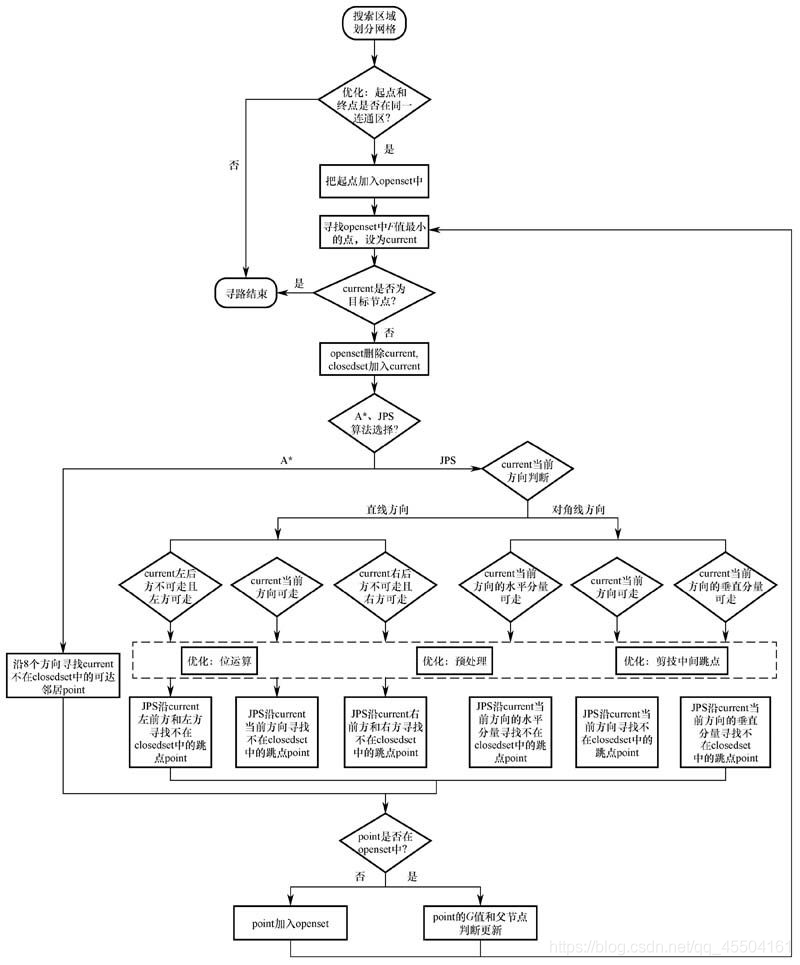 搜索区域
划分网格
优化：起点和
终点是否在同一
连通区？
是
否
把起点加入openset中
寻找openset中F值最小
的点，设为current
current是否为
目标节点？
是
寻路结束
否
openset删除current,
closedset加入current
A*、JPS
算法选择？
A*
JPS
current当前
方向判断
直线方向
对角线方向
current左后
方不可走且
左方可走
current当前
方向可走
current右后
方不可走且
右方可走
current当前
方向的水平分量
可走
current当前
方向可走
current当前
方向的垂直分量
可走
优化：位运算
优化：预处理
优化：剪技中间跳点
沿8个方向寻找current
不在closedset中的可达
邻居point
JPS沿current
左前方和左方
寻找不在
closedset中的
跳点point
JPS沿current
当前方向寻找
不在closedset
中的跳点point
JPS沿current右
前方和右方寻找
不在closedset
中的跳点point
JPS沿current当
前方向的水平
分量寻找不在
closedset中的
跳点point
JPS沿current当
前方向寻找不
在closedset中的
跳点point
JPS沿current当
前方向的垂直
分量寻找不
在closedset
中的跳点point
point是否在
openset中？
否
是
point加入openset
point的G值和父节点
判断更新
https://blog.csdn.net/qq_45504161